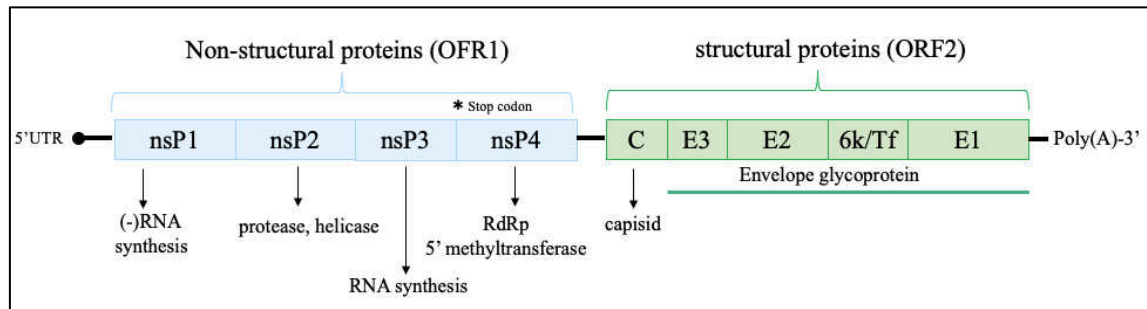 Non-structural proteins (OFR1)
structural proteins (ORF2)
* Stop codon
5'UTR
nsP1
nsP2
nsP3
nsP4
C
E3
E2
6k/Tf
E1
Poly(A)-3'
Envelope glycoprotein
(-)RNA
synthesis
protease, helicase
RNA synthesis
RdRp
5' methyltransferase
capisid